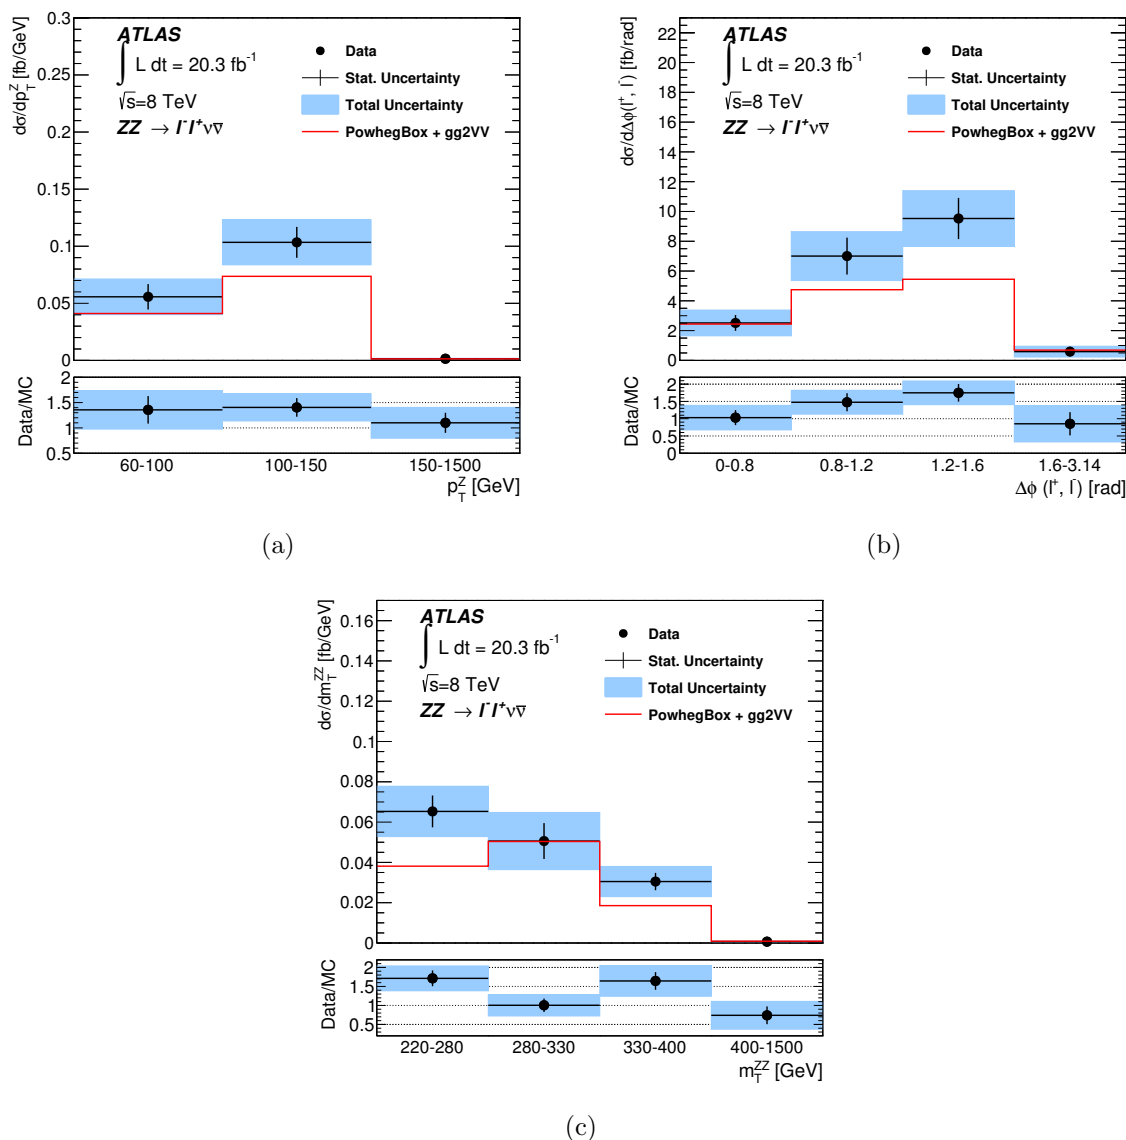 dσ/dp_T^Z [fb/GeV]
0.3
0.25
0.2
0.15
0.1
0.05
0
ATLAS
∫ L dt = 20.3 fb⁻¹
√s=8 TeV
ZZ → l⁻l⁺νν̅
Data
Stat. Uncertainty
Total Uncertainty
PowhegBox + gg2VV
Data/MC
2
1.5
1
0.5
60-100 100-150 150-1500
p_T^Z [GeV]
(a)
dσ/dΔϕ(l⁺, l⁻) [fb/rad]
22
20
18
16
14
12
10
8
6
4
2
0
ATLAS
∫ L dt = 20.3 fb⁻¹
√s=8 TeV
ZZ → l⁻l⁺νν̅
Data
Stat. Uncertainty
Total Uncertainty
PowhegBox + gg2VV
Data/MC
2
1.5
1
0.5
0
0-0.8 0.8-1.2 1.2-1.6 1.6-3.14
Δϕ (l⁺, l⁻) [rad]
(b)
dσ/dm_T^ZZ [fb/GeV]
0.16
0.14
0.12
0.1
0.08
0.06
0.04
0.02
0
ATLAS
∫ L dt = 20.3 fb⁻¹
√s=8 TeV
ZZ → l⁻l⁺νν̅
Data
Stat. Uncertainty
Total Uncertainty
PowhegBox + gg2VV
Data/MC
2
1.5
1
0.5
220-280 280-330 330-400 400-1500
m_T^ZZ [GeV]
(c)